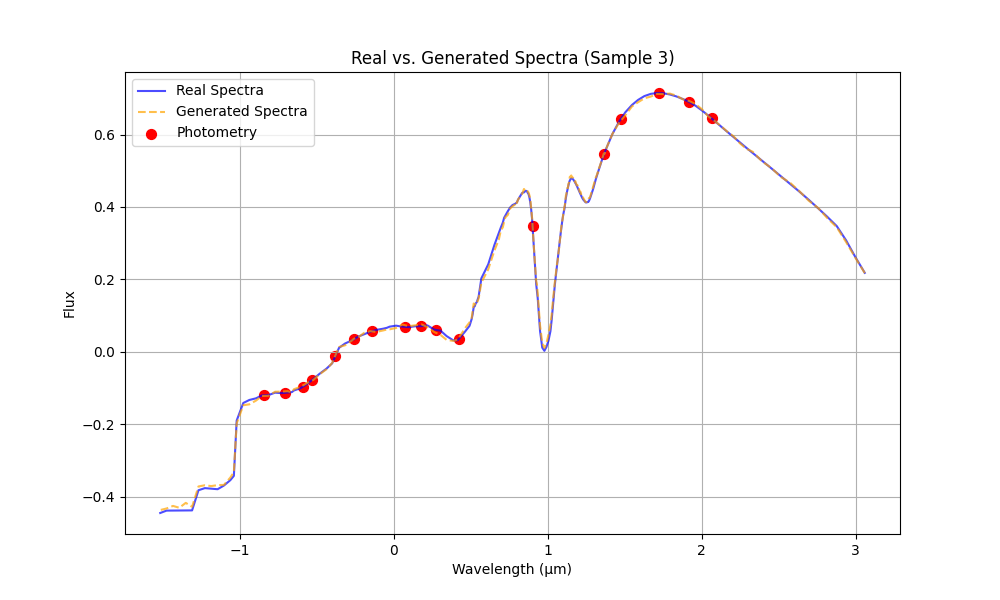 Real vs. Generated Spectra (Sample 3)
Real Spectra
Generated Spectra
Photometry
0.6
0.4
0.2
0.0
−0.2
−0.4
Flux
−1
0
1
2
3
Wavelength (μm)